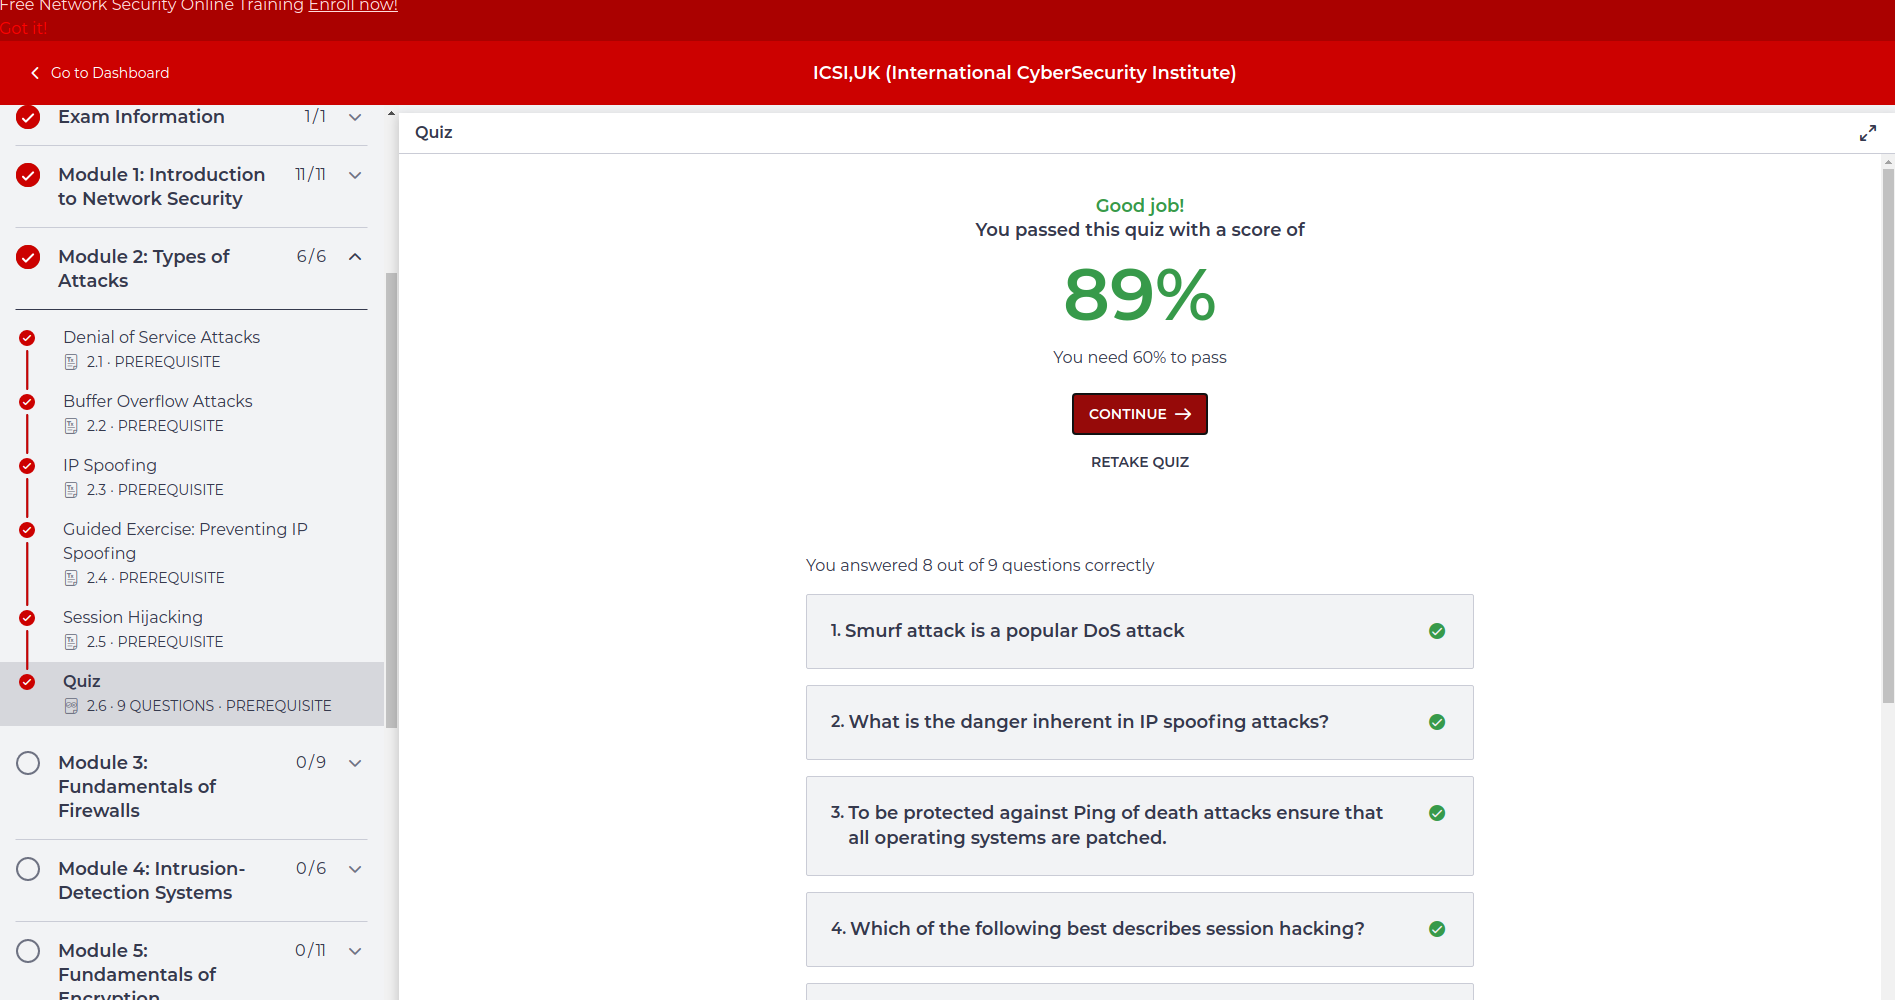 Free Network Security Online Training Enroll now!
Got it!
Go to Dashboard
ICSI,UK (International CyberSecurity Institute)
Exam Information 1/1
Module 1: Introduction 11/11
to Network Security
Module 2: Types of 6/6
Attacks
Denial of Service Attacks
2.1 · PREREQUISITE
Buffer Overflow Attacks
2.2 · PREREQUISITE
IP Spoofing
2.3 · PREREQUISITE
Guided Exercise: Preventing IP
Spoofing
2.4 · PREREQUISITE
Session Hijacking
2.5 · PREREQUISITE
Quiz
2.6 · 9 QUESTIONS · PREREQUISITE
Module 3: 0/9
Fundamentals of
Firewalls
Module 4: Intrusion- 0/6
Detection Systems
Module 5: 0/11
Fundamentals of
Encryption
Quiz
Good job!
You passed this quiz with a score of
89%
You need 60% to pass
CONTINUE
RETAKE QUIZ
You answered 8 out of 9 questions correctly
1. Smurf attack is a popular DoS attack
2. What is the danger inherent in IP spoofing attacks?
3. To be protected against Ping of death attacks ensure that
all operating systems are patched.
4. Which of the following best describes session hacking?